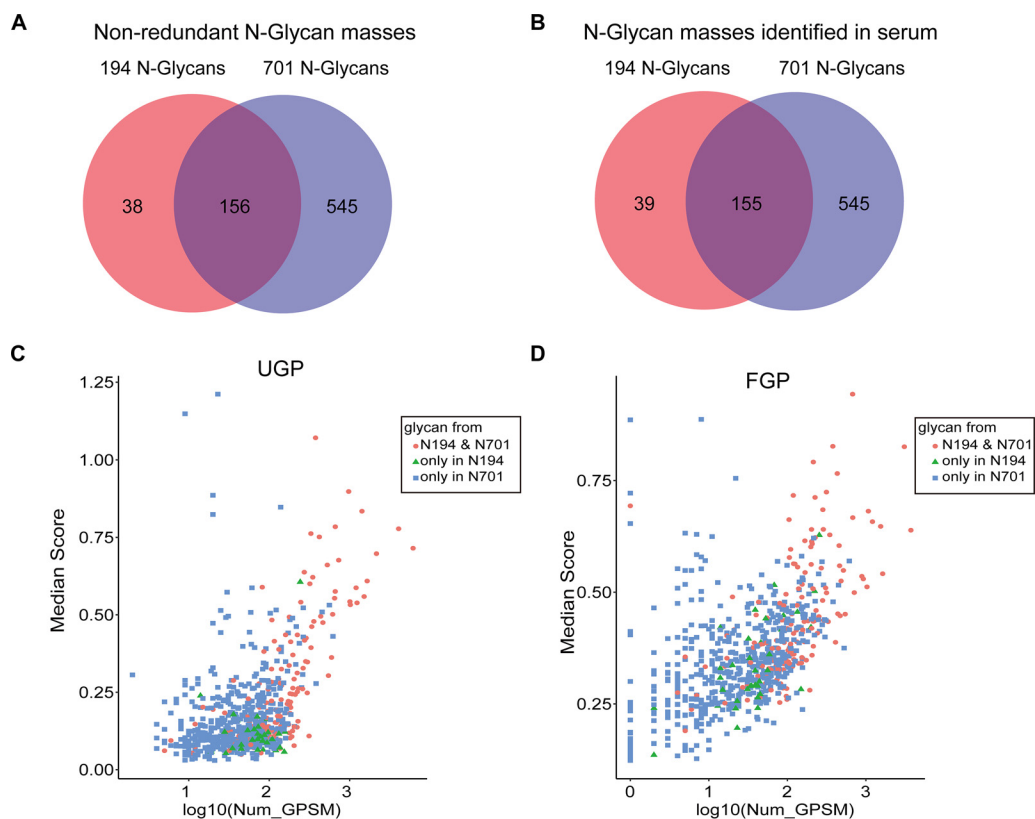 A
Non-redundant N-Glycan masses
194 N-Glycans
701 N-Glycans
38
156
545
B
N-Glycan masses identified in serum
194 N-Glycans
701 N-Glycans
39
155
545
C
UGP
1.25
1.00
0.75
0.50
0.25
0.00
Median Score
1
2
3
log10(Num_GPSM)
glycan from
N194 & N701
only in N194
only in N701
D
FGP
0.75
0.50
0.25
Median Score
0
1
2
3
log10(Num_GPSM)
glycan from
N194 & N701
only in N194
only in N701